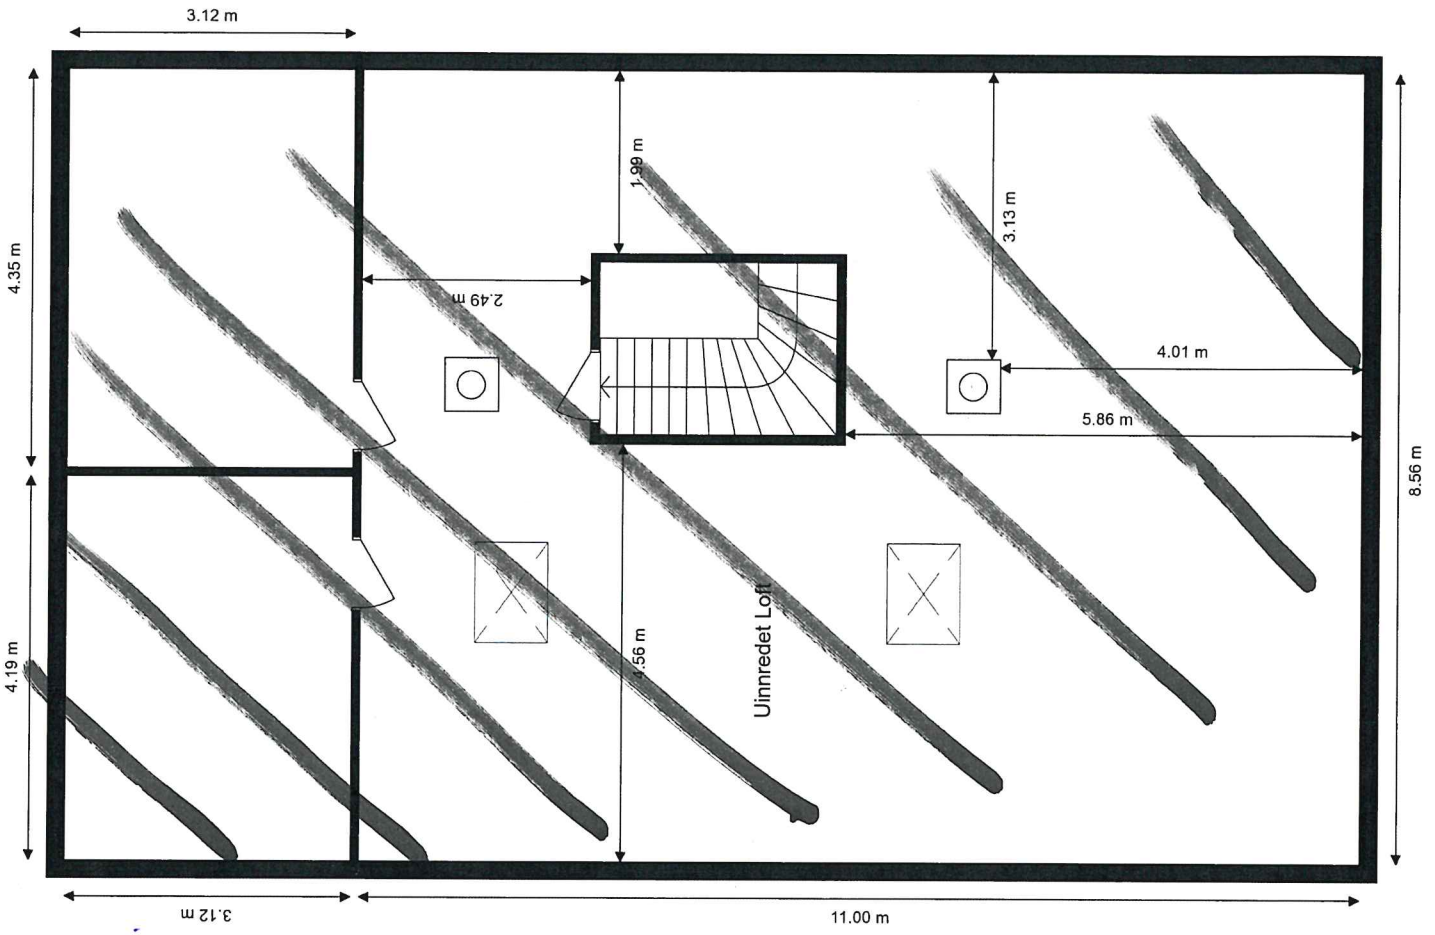 3.12 m
1.99 m
3.13 m
4.35 m
2.49 m
4.01 m
5.86 m
8.56 m
4.19 m
4.56 m
Uinnredet Loft
3.12 m
11.00 m